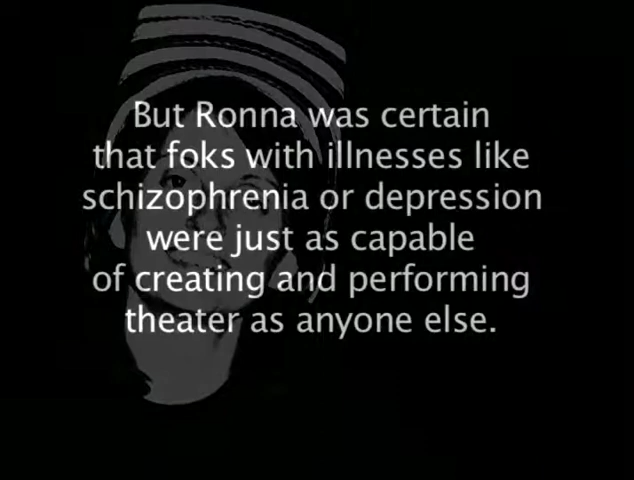 But Ronna was certain
that foks with illnesses like
schizophrenia or depression
were just as capable
of creating and performing
theater as anyone else.